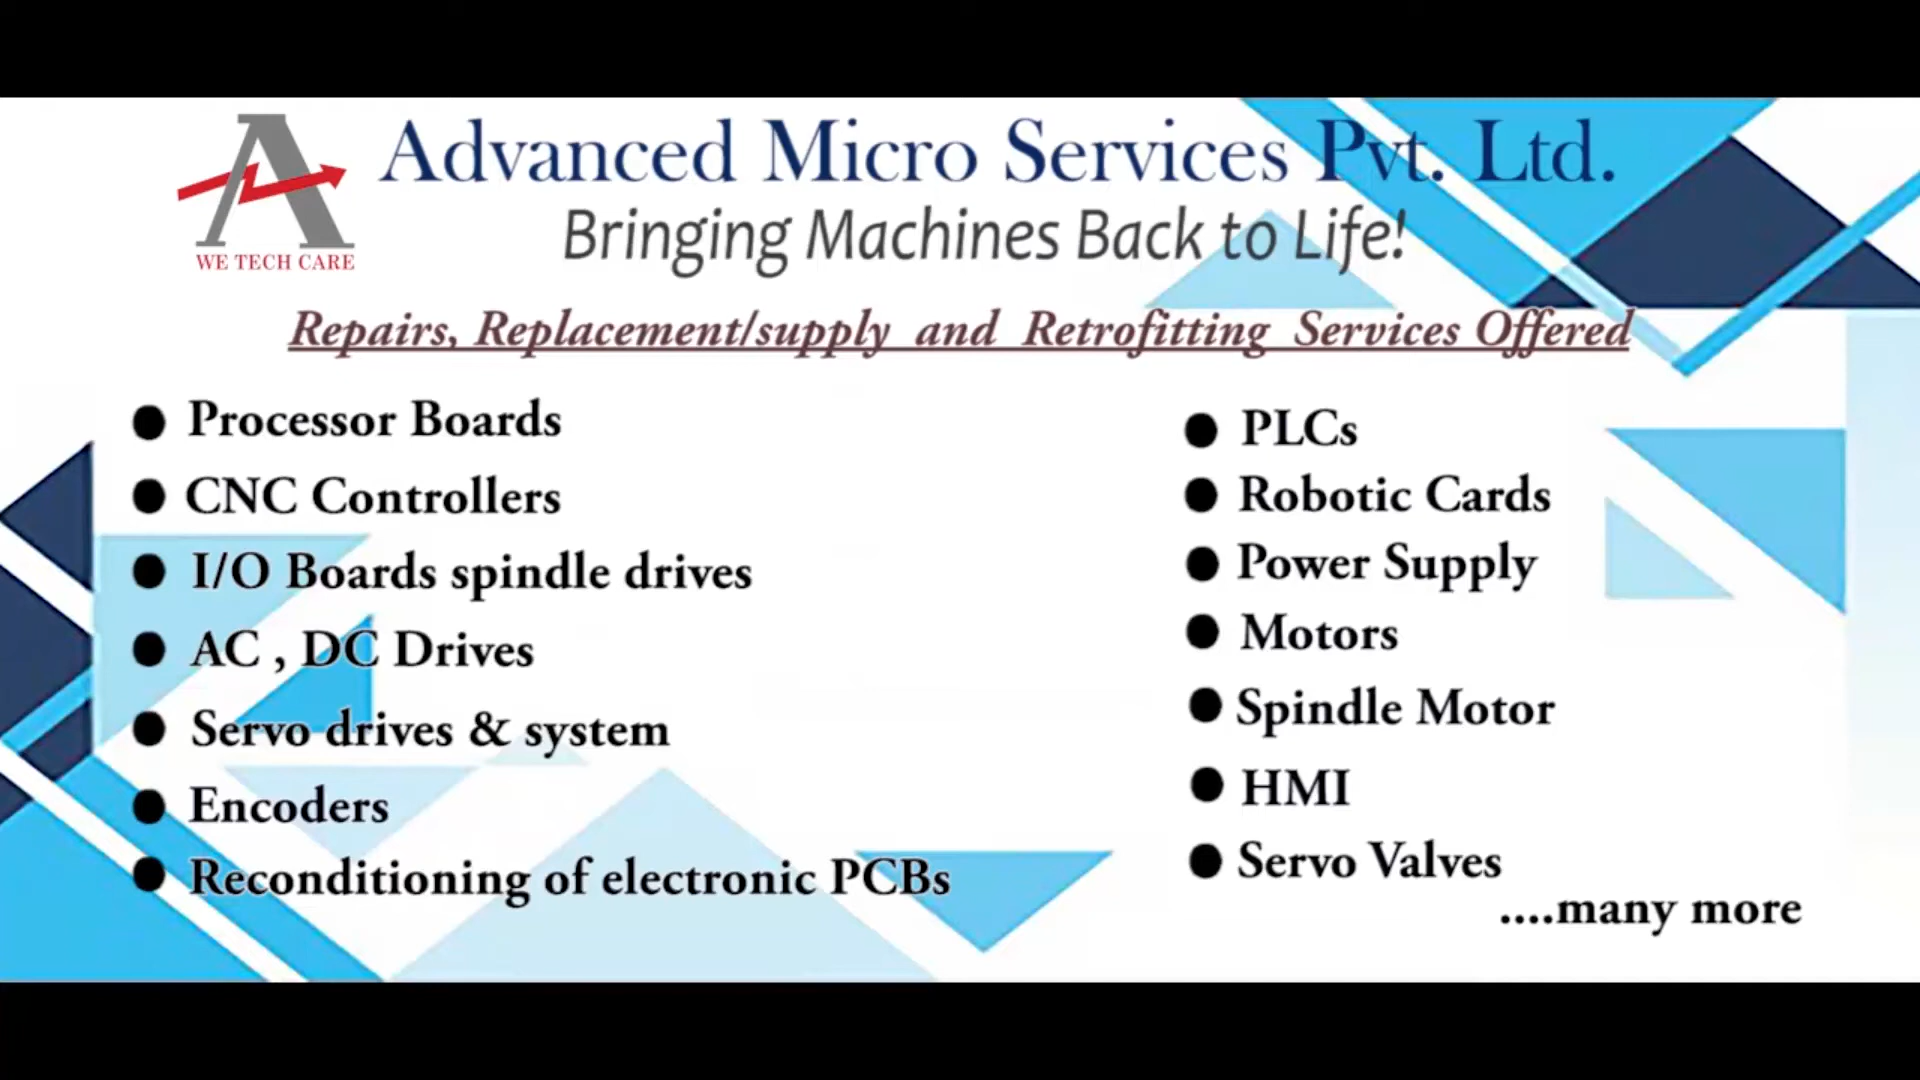 Advanced Micro Services Pvt. Ltd.
Bringing Machines Back to Life!
WE TECH CARE
Repairs, Replacement/supply and Retrofitting Services Offered
● Processor Boards
● CNC Controllers
● I/O Boards spindle drives
● AC , DC Drives
● Servo drives & system
● Encoders
● Reconditioning of electronic PCBs
● PLCs
● Robotic Cards
● Power Supply
● Motors
● Spindle Motor
● HMI
● Servo Valves
....many more